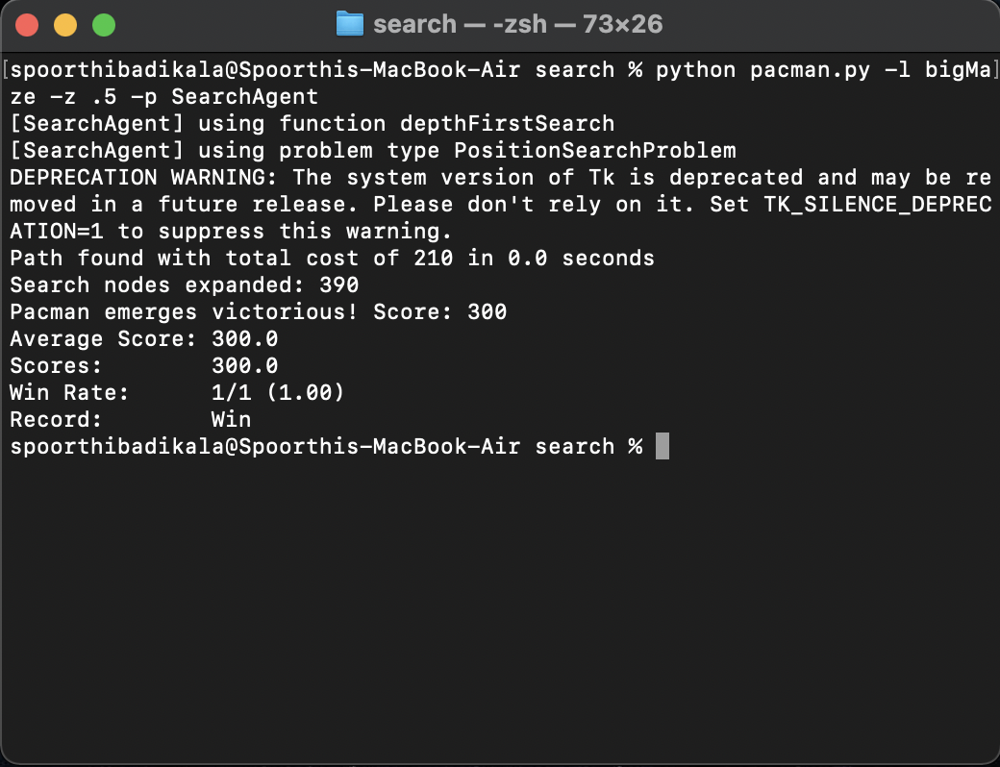 search — -zsh — 73×26
[spoorthibadikala@Spoorthis-MacBook-Air search % python pacman.py -l bigMa]
ze -z .5 -p SearchAgent
[SearchAgent] using function depthFirstSearch
[SearchAgent] using problem type PositionSearchProblem
DEPRECATION WARNING: The system version of Tk is deprecated and may be re
moved in a future release. Please don't rely on it. Set TK_SILENCE_DEPREC
ATION=1 to suppress this warning.
Path found with total cost of 210 in 0.0 seconds
Search nodes expanded: 390
Pacman emerges victorious! Score: 300
Average Score: 300.0
Scores:        300.0
Win Rate:      1/1 (1.00)
Record:        Win
spoorthibadikala@Spoorthis-MacBook-Air search %